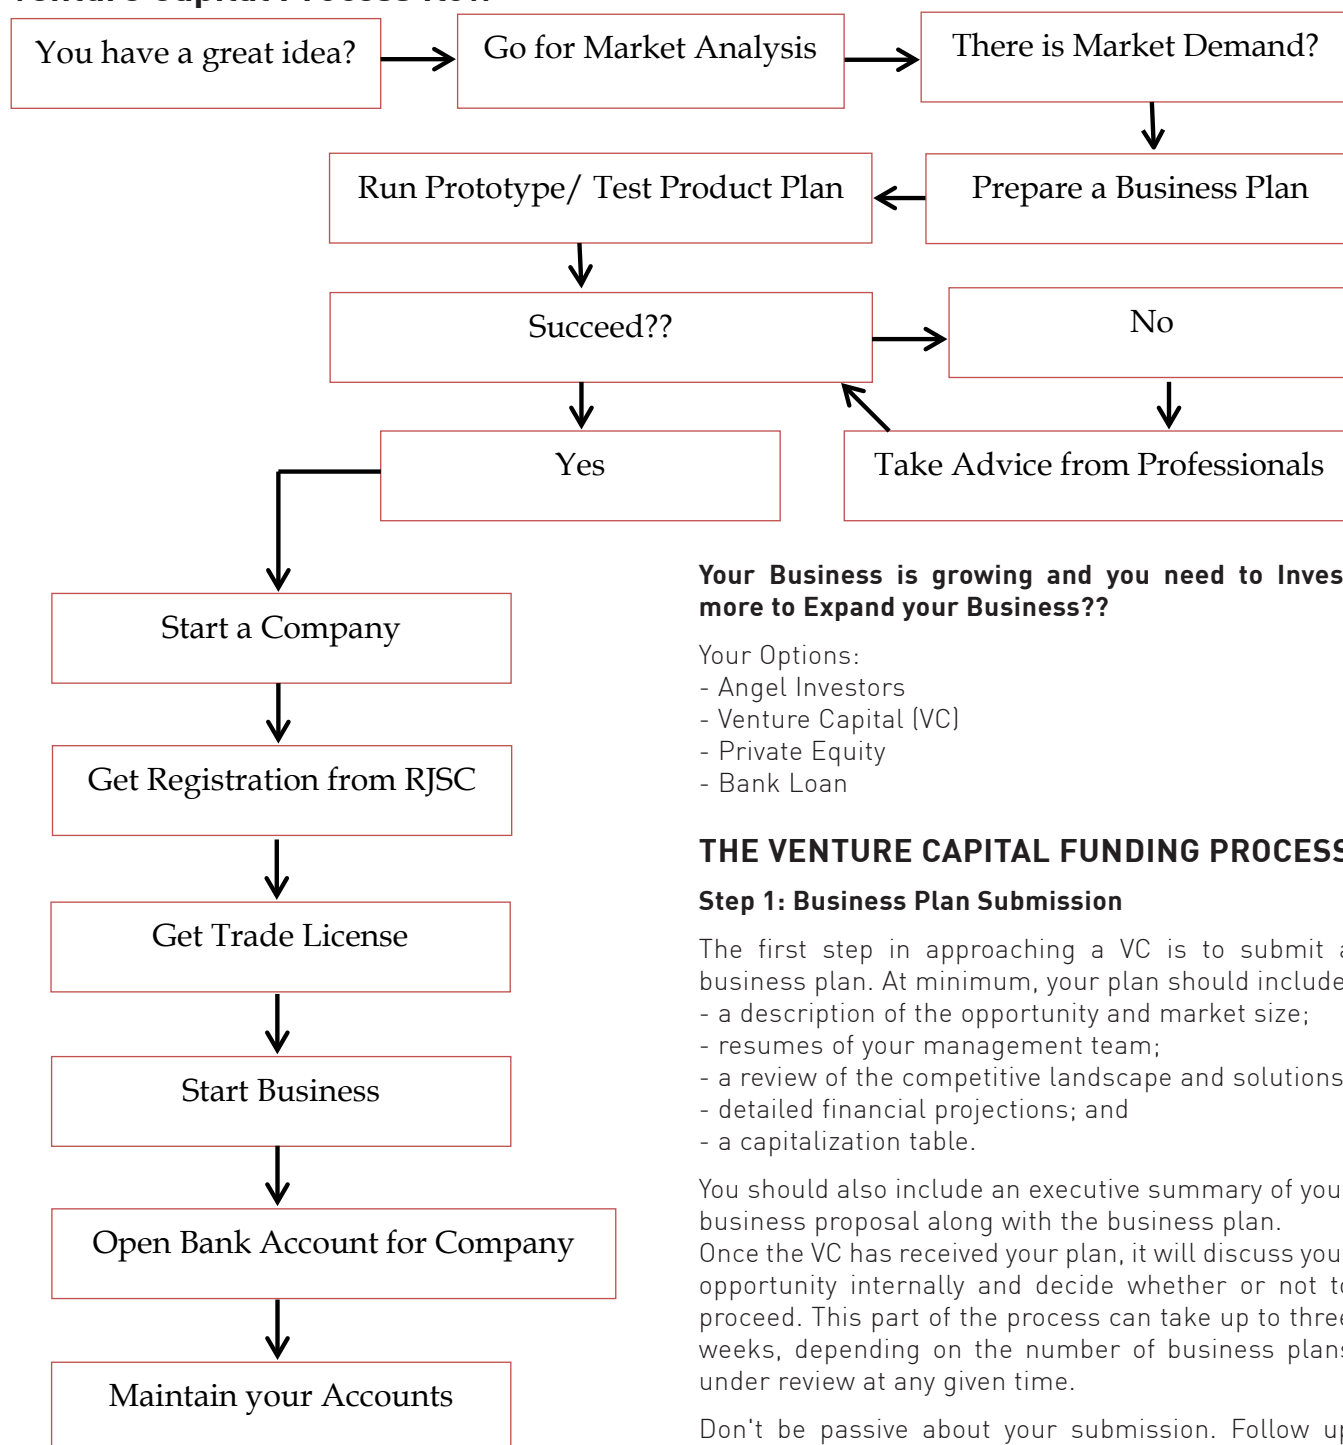 Venture Capital Process flow
You have a great idea?
Go for Market Analysis
There is Market Demand?
Prepare a Business Plan
Run Prototype/ Test Product Plan
Succeed??
No
Take Advice from Professionals
Yes
Start a Company
Get Registration from RJSC
Get Trade License
Start Business
Open Bank Account for Company
Maintain your Accounts
Your Business is growing and you need to Inves
more to Expand your Business??
Your Options:
- Angel Investors
- Venture Capital (VC)
- Private Equity
- Bank Loan
THE VENTURE CAPITAL FUNDING PROCESS
Step 1: Business Plan Submission
The first step in approaching a VC is to submit a
business plan. At minimum, your plan should include
- a description of the opportunity and market size;
- resumes of your management team;
- a review of the competitive landscape and solutions
- detailed financial projections; and
- a capitalization table.
You should also include an executive summary of you
business proposal along with the business plan.
Once the VC has received your plan, it will discuss you
opportunity internally and decide whether or not to
proceed. This part of the process can take up to three
weeks, depending on the number of business plans
under review at any given time.
Don't be passive about your submission. Follow up